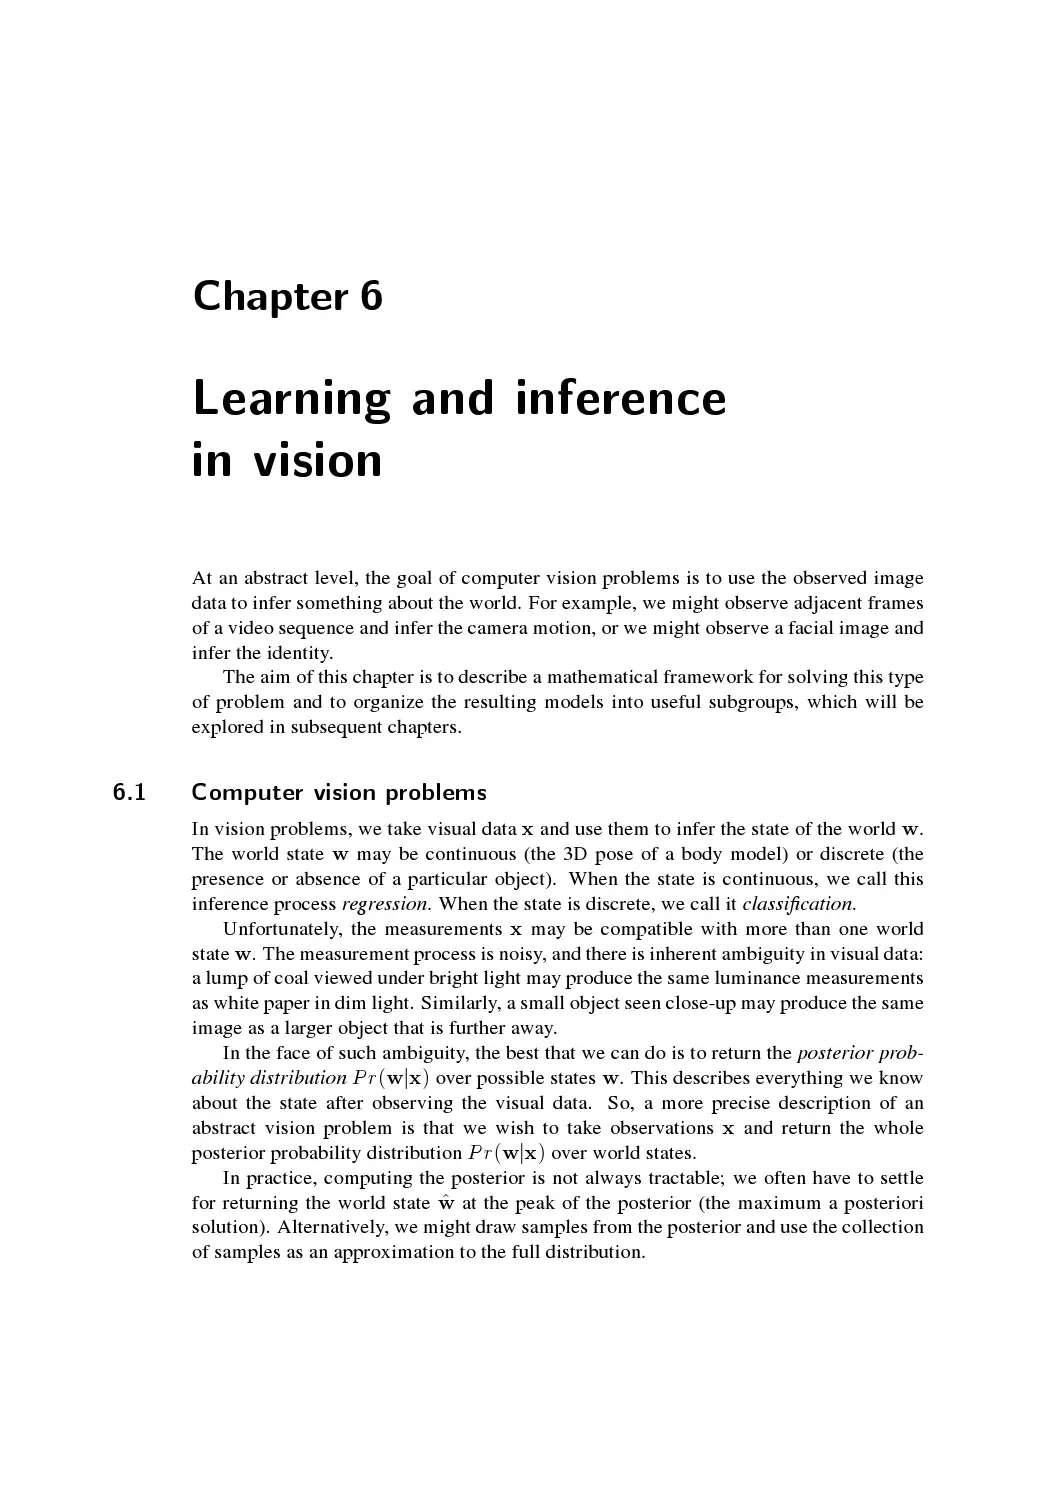 Chapter 6
Learning and inference
in vision
At an abstract level, the goal of computer vision problems is to use the observed image
data to infer something about the world. For example, we might observe adjacent frames
of a video sequence and infer the camera motion, or we might observe a facial image and
infer the identity.
The aim of this chapter is to describe a mathematical framework for solving this type
of problem and to organize the resulting models into useful subgroups, which will be
explored in subsequent chapters.
6.1 Computer vision problems
In vision problems, we take visual data x and use them to infer the state of the world w.
The world state w may be continuous (the 3D pose of a body model) or discrete (the
presence or absence of a particular object). When the state is continuous, we call this
inference process regression. When the state is discrete, we call it classification.
Unfortunately, the measurements x may be compatible with more than one world
state w. The measurement process is noisy, and there is inherent ambiguity in visual data:
a lump of coal viewed under bright light may produce the same luminance measurements
as white paper in dim light. Similarly, a small object seen close-up may produce the same
image as a larger object that is further away.
In the face of such ambiguity, the best that we can do is to return the posterior prob-
ability distribution Pr(w|x) over possible states w. This describes everything we know
about the state after observing the visual data. So, a more precise description of an
abstract vision problem is that we wish to take observations x and return the whole
posterior probability distribution Pr(w|x) over world states.
In practice, computing the posterior is not always tractable; we often have to settle
for returning the world state ŵ at the peak of the posterior (the maximum a posteriori
solution). Alternatively, we might draw samples from the posterior and use the collection
of samples as an approximation to the full distribution.